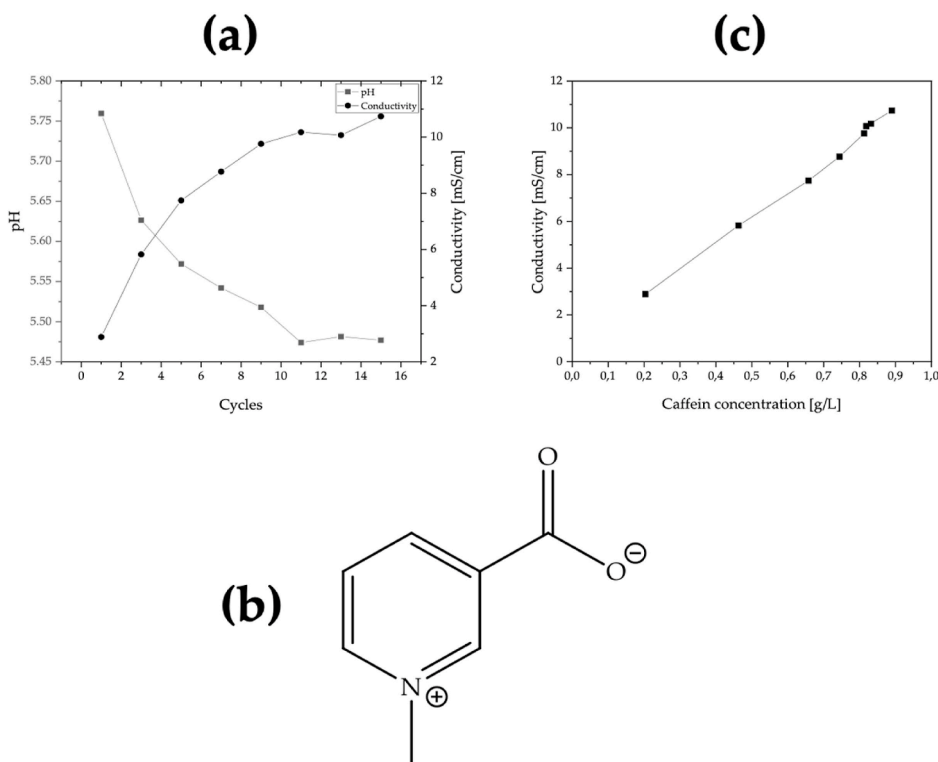 (a)
(c)
5.80
5.75
5.70
5.65
5.60
5.55
5.50
5.45
pH
0 2 4 6 8 10 12 14 16
Cycles
12
10
8
6
4
2
Conductivity [mS/cm]
pH
Conductivity
12
10
8
6
4
2
0
Conductivity [mS/cm]
0,0 0,1 0,2 0,3 0,4 0,5 0,6 0,7 0,8 0,9 1,0
Caffein concentration [g/L]
(b)
O
O
−
N
+